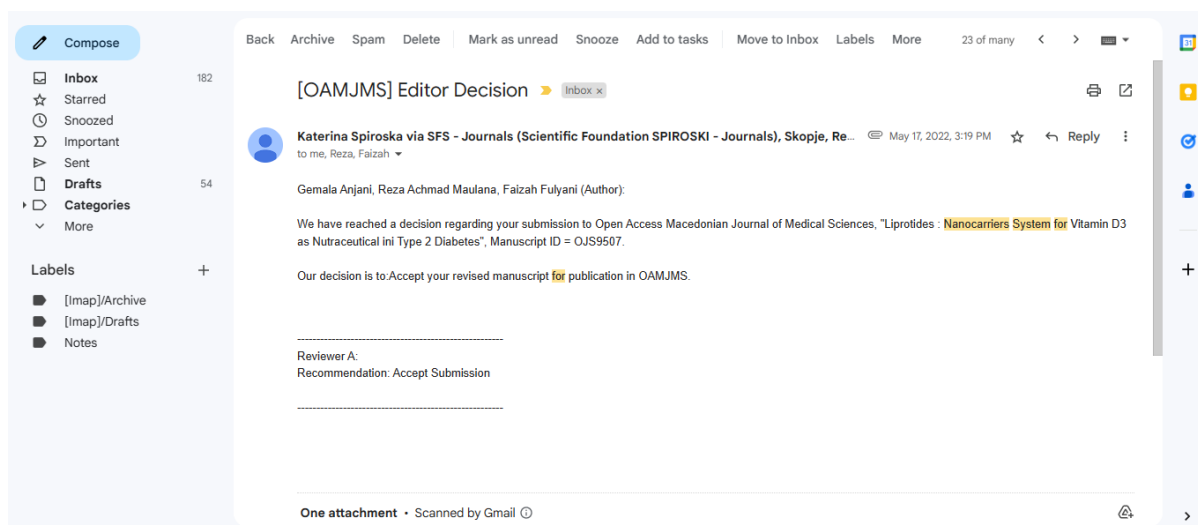 Compose
Back Archive Spam Delete Mark as unread Snooze Add to tasks Move to Inbox Labels More 23 of many
31
Inbox 182
Starred
Snoozed
Important
Sent
Drafts 54
Categories
More
Labels
[Imap]/Archive
[Imap]/Drafts
Notes
[OAMJMS] Editor Decision Inbox ×
Katerina Spiroska via SFS - Journals (Scientific Foundation SPIROSKI - Journals), Skopje, Re... May 17, 2022, 3:19 PM Reply
to me, Reza, Faizah
Gemala Anjani, Reza Achmad Maulana, Faizah Fulyani (Author):
We have reached a decision regarding your submission to Open Access Macedonian Journal of Medical Sciences, "Liprotides : Nanocarriers System for Vitamin D3
as Nutraceutical ini Type 2 Diabetes", Manuscript ID = OJS9507.
Our decision is to:Accept your revised manuscript for publication in OAMJMS.
------------------------------------------------------
Reviewer A:
Recommendation: Accept Submission
------------------------------------------------------
One attachment • Scanned by Gmail